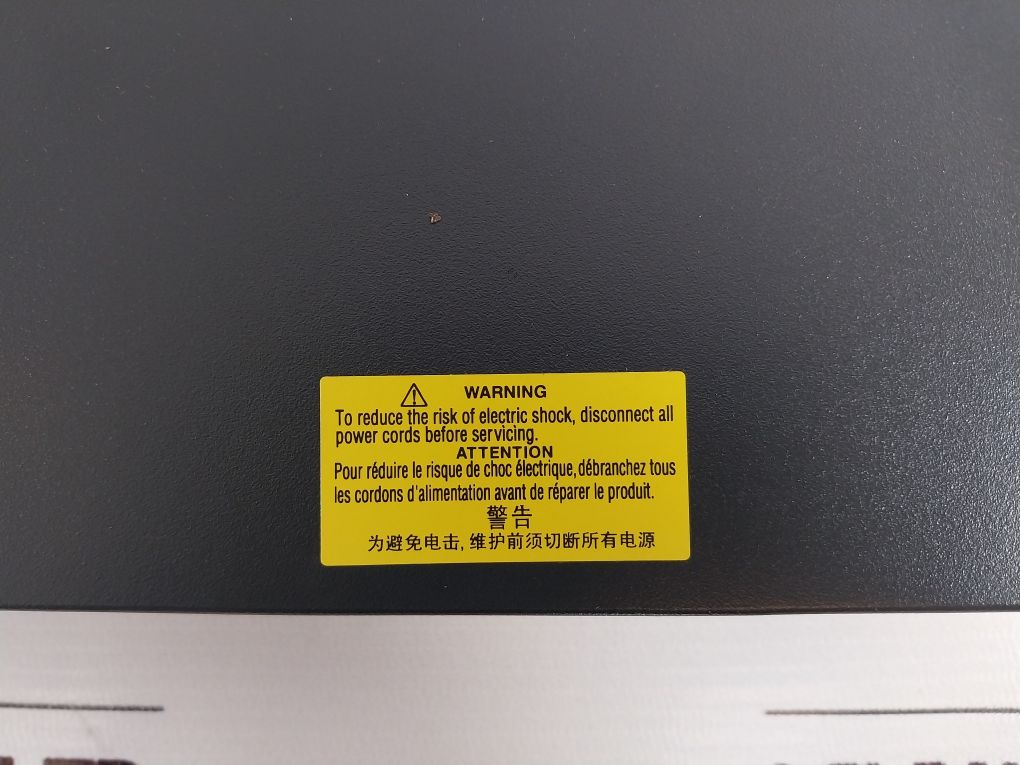 WARNING
To reduce the risk of electric shock, disconnect all
power cords before servicing.
ATTENTION
Pour réduire le risque de choc électrique, débranchez tous
les cordons d'alimentation avant de réparer le produit.
警告
为避免电击, 维护前须切断所有电源